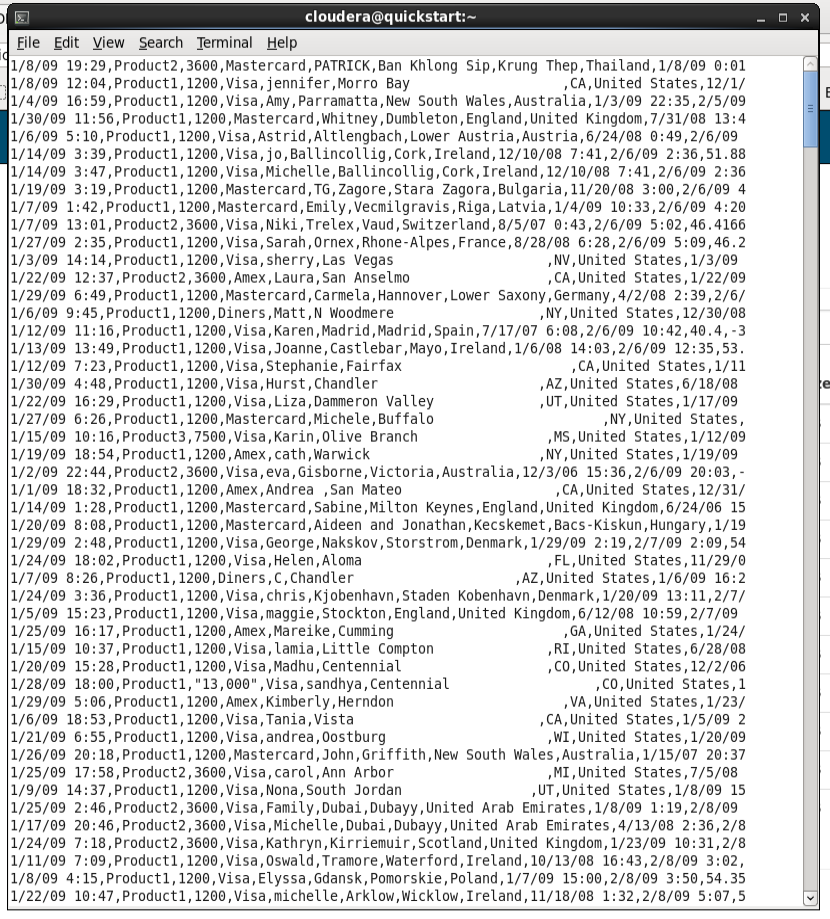 cloudera@quickstart:~
File Edit View Search Terminal Help
1/8/09 19:29,Product2,3600,Mastercard,PATRICK,Ban Khlong Sip,Krung Thep,Thailand,1/8/09 0:01
1/8/09 12:04,Product1,1200,Visa,jennifer,Morro Bay                   ,CA,United States,12/1/
1/4/09 16:59,Product1,1200,Visa,Amy,Parramatta,New South Wales,Australia,1/3/09 22:35,2/5/09
1/30/09 11:56,Product1,1200,Mastercard,Whitney,Dumbleton,England,United Kingdom,7/31/08 13:4
1/6/09 5:10,Product1,1200,Visa,Astrid,Altlengbach,Lower Austria,Austria,6/24/08 0:49,2/6/09
1/14/09 3:39,Product1,1200,Visa,jo,Ballincollig,Cork,Ireland,12/10/08 7:41,2/6/09 2:36,51.88
1/14/09 3:47,Product1,1200,Visa,Michelle,Ballincollig,Cork,Ireland,12/10/08 7:41,2/6/09 2:36
1/19/09 3:19,Product1,1200,Mastercard,TG,Zagore,Stara Zagora,Bulgaria,11/20/08 3:00,2/6/09 4
1/7/09 1:42,Product1,1200,Mastercard,Emily,Vecmilgravis,Riga,Latvia,1/4/09 10:33,2/6/09 4:20
1/7/09 13:01,Product2,3600,Visa,Niki,Trelex,Vaud,Switzerland,8/5/07 0:43,2/6/09 5:02,46.4166
1/27/09 2:35,Product1,1200,Visa,Sarah,Ornex,Rhone-Alpes,France,8/28/08 6:28,2/6/09 5:09,46.2
1/3/09 14:14,Product1,1200,Visa,sherry,Las Vegas                   ,NV,United States,1/3/09
1/22/09 12:37,Product2,3600,Amex,Laura,San Anselmo                  ,CA,United States,1/22/09
1/29/09 6:49,Product1,1200,Mastercard,Carmela,Hannover,Lower Saxony,Germany,4/2/08 2:39,2/6/
1/6/09 9:45,Product1,1200,Diners,Matt,N Woodmere                   ,NY,United States,12/30/08
1/12/09 11:16,Product1,1200,Visa,Karen,Madrid,Madrid,Spain,7/17/07 6:08,2/6/09 10:42,40.4,-3
1/13/09 13:49,Product1,1200,Visa,Joanne,Castlebar,Mayo,Ireland,1/6/08 14:03,2/6/09 12:35,53.
1/12/09 7:23,Product1,1200,Visa,Stephanie,Fairfax                      ,CA,United States,1/11
1/30/09 4:48,Product1,1200,Visa,Hurst,Chandler                     ,AZ,United States,6/18/08
1/22/09 16:29,Product1,1200,Visa,Liza,Dammeron Valley             ,UT,United States,1/17/09
1/27/09 6:26,Product1,1200,Mastercard,Michele,Buffalo                      ,NY,United States,
1/15/09 10:16,Product3,7500,Visa,Karin,Olive Branch                 ,MS,United States,1/12/09
1/19/09 18:54,Product1,1200,Amex,cath,Warwick                      ,NY,United States,1/19/09
1/2/09 22:44,Product2,3600,Visa,eva,Gisborne,Victoria,Australia,12/3/06 15:36,2/6/09 20:03,-
1/1/09 18:32,Product1,1200,Amex,Andrea ,San Mateo                   ,CA,United States,12/31/
1/14/09 1:28,Product1,1200,Mastercard,Sabine,Milton Keynes,England,United Kingdom,6/24/06 15
1/20/09 8:08,Product1,1200,Mastercard,Aideen and Jonathan,Kecskemet,Bacs-Kiskun,Hungary,1/19
1/29/09 2:48,Product1,1200,Visa,George,Nakskov,Storstrom,Denmark,1/29/09 2:19,2/7/09 2:09,54
1/24/09 18:02,Product1,1200,Visa,Helen,Aloma                        ,FL,United States,11/29/0
1/7/09 8:26,Product1,1200,Diners,C,Chandler                    ,AZ,United States,1/6/09 16:2
1/24/09 3:36,Product1,1200,Visa,chris,Kjobenhavn,Staden Kobenhavn,Denmark,1/20/09 13:11,2/7/
1/5/09 15:23,Product1,1200,Visa,maggie,Stockton,England,United Kingdom,6/12/08 10:59,2/7/09
1/25/09 16:17,Product1,1200,Amex,Mareike,Cumming                      ,GA,United States,1/24/
1/15/09 10:37,Product1,1200,Visa,lamia,Little Compton               ,RI,United States,6/28/08
1/20/09 15:28,Product1,1200,Visa,Madhu,Centennial                   ,CO,United States,12/2/06
1/28/09 18:00,Product1,"13,000",Visa,sandhya,Centennial                   ,CO,United States,1
1/29/09 5:06,Product1,1200,Amex,Kimberly,Herndon                      ,VA,United States,1/23/
1/6/09 18:53,Product1,1200,Visa,Tania,Vista                        ,CA,United States,1/5/09 2
1/21/09 6:55,Product1,1200,Visa,andrea,Oostburg                     ,WI,United States,1/20/09
1/26/09 20:18,Product1,1200,Mastercard,John,Griffith,New South Wales,Australia,1/15/07 20:37
1/25/09 17:58,Product2,3600,Visa,carol,Ann Arbor                   ,MI,United States,7/5/08
1/9/09 14:37,Product1,1200,Visa,Nona,South Jordan                ,UT,United States,1/8/09 15
1/25/09 2:46,Product2,3600,Visa,Family,Dubai,Dubayy,United Arab Emirates,1/8/09 1:19,2/8/09
1/17/09 20:46,Product2,3600,Visa,Michelle,Dubai,Dubayy,United Arab Emirates,4/13/08 2:36,2/8
1/24/09 7:18,Product2,3600,Visa,Kathryn,Kirriemuir,Scotland,United Kingdom,1/23/09 10:31,2/8
1/11/09 7:09,Product1,1200,Visa,Oswald,Tramore,Waterford,Ireland,10/13/08 16:43,2/8/09 3:02,
1/8/09 4:15,Product1,1200,Visa,Elyssa,Gdansk,Pomorskie,Poland,1/7/09 15:00,2/8/09 3:50,54.35
1/22/09 10:47,Product1,1200,Visa,michelle,Arklow,Wicklow,Ireland,11/18/08 1:32,2/8/09 5:07,5